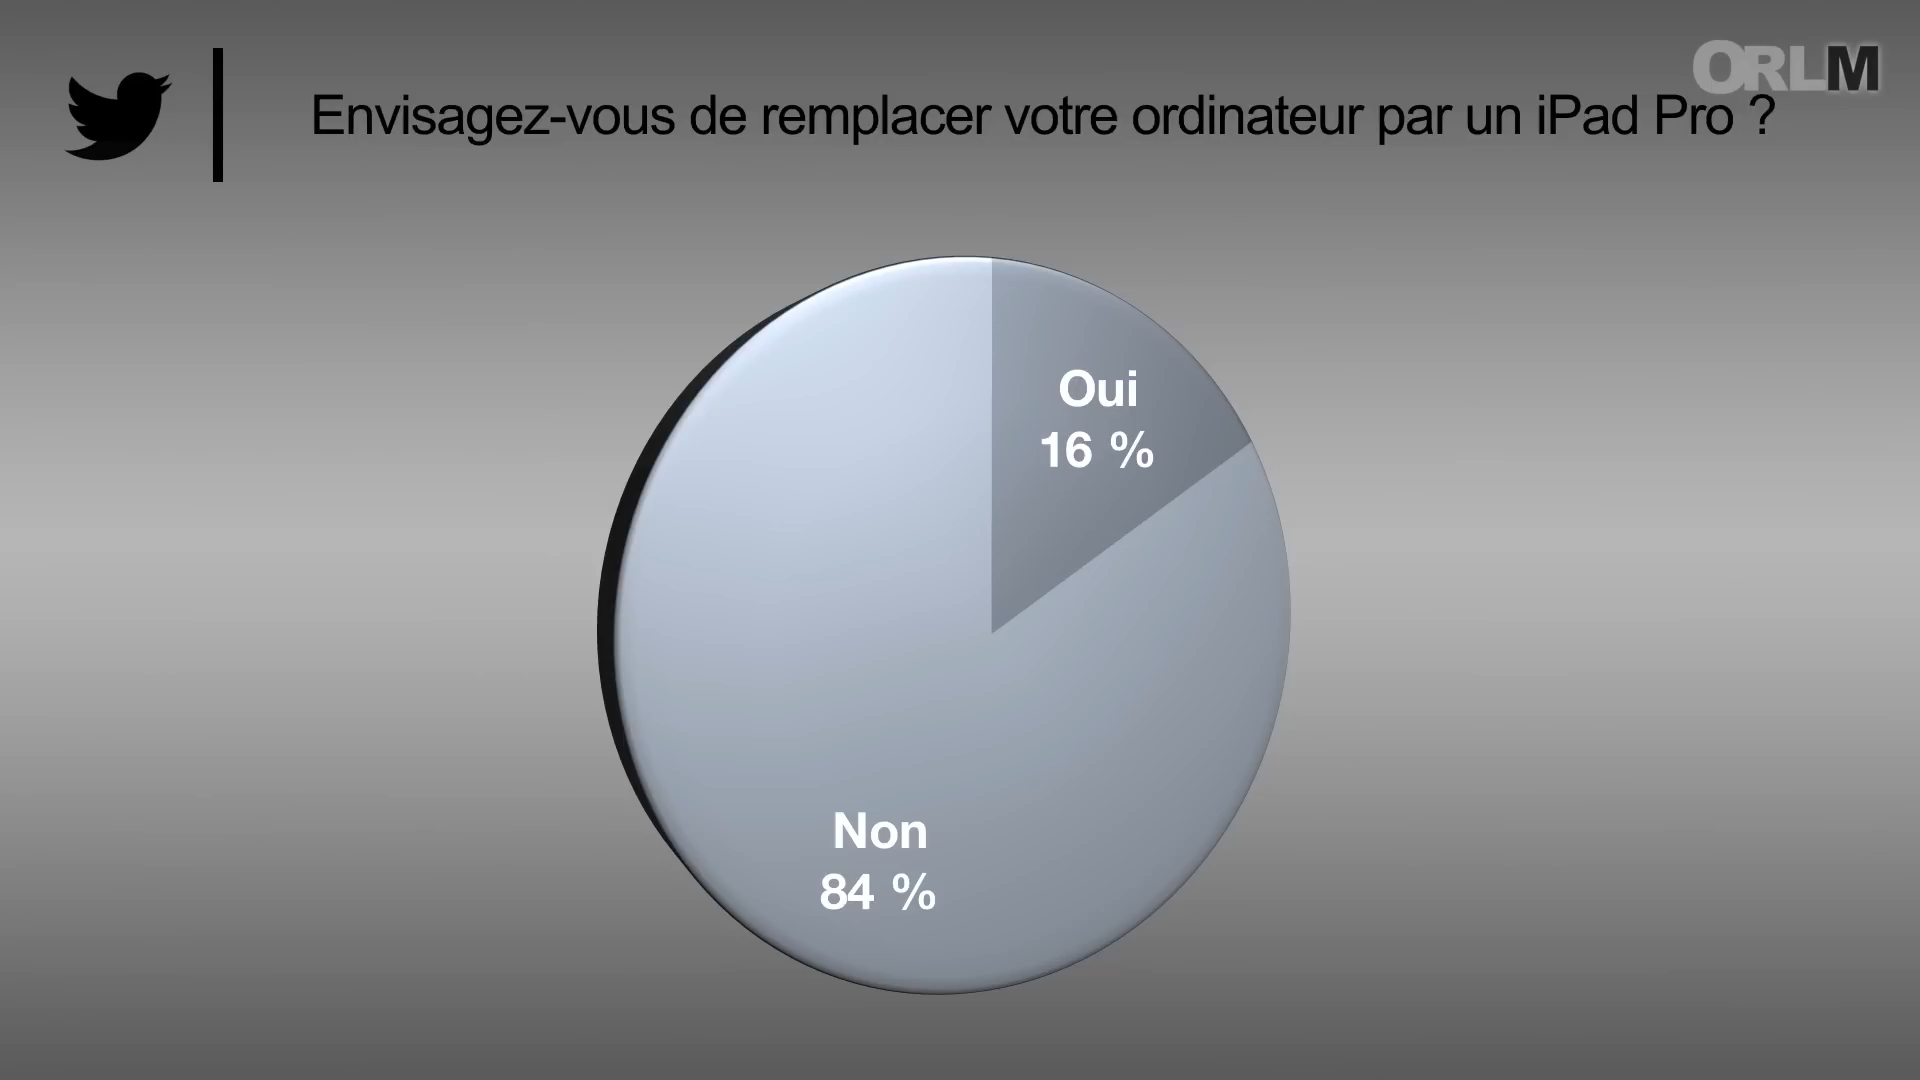 ORLM
Envisagez-vous de remplacer votre ordinateur par un iPad Pro ?
Oui
16 %
Non
84 %